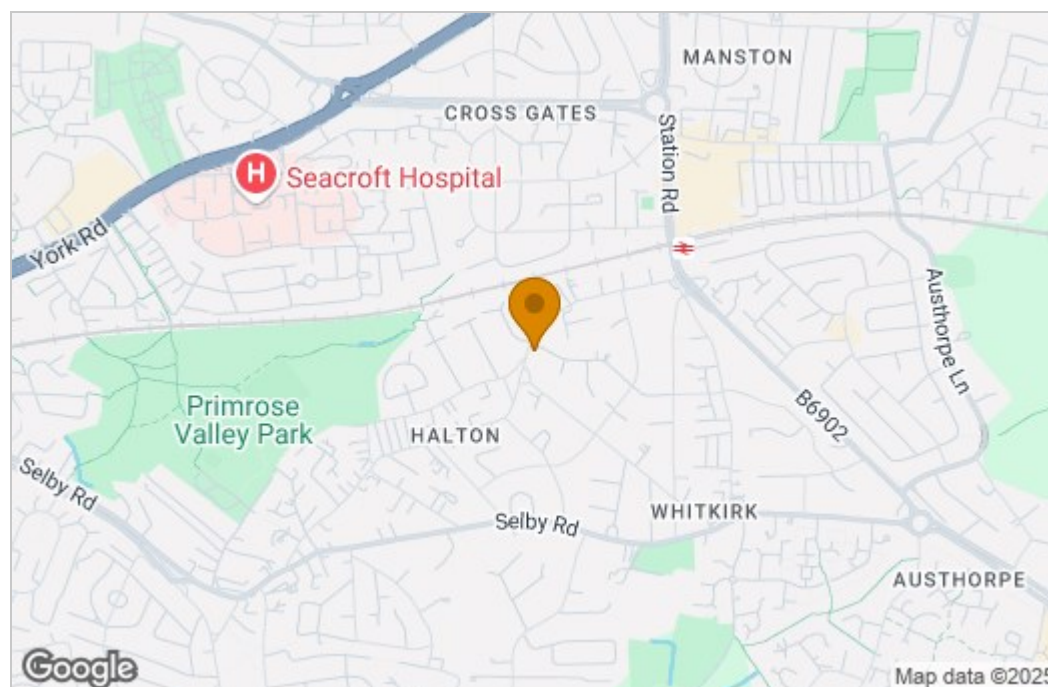 MANSTON
CROSS GATES
Station Rd
H
Seacroft Hospital
York Rd
Austhorpe Ln
Primrose
Valley Park
B6902
HALTON
Selby Rd
Selby Rd
WHITKIRK
AUSTHORPE
Google
Map data ©2025